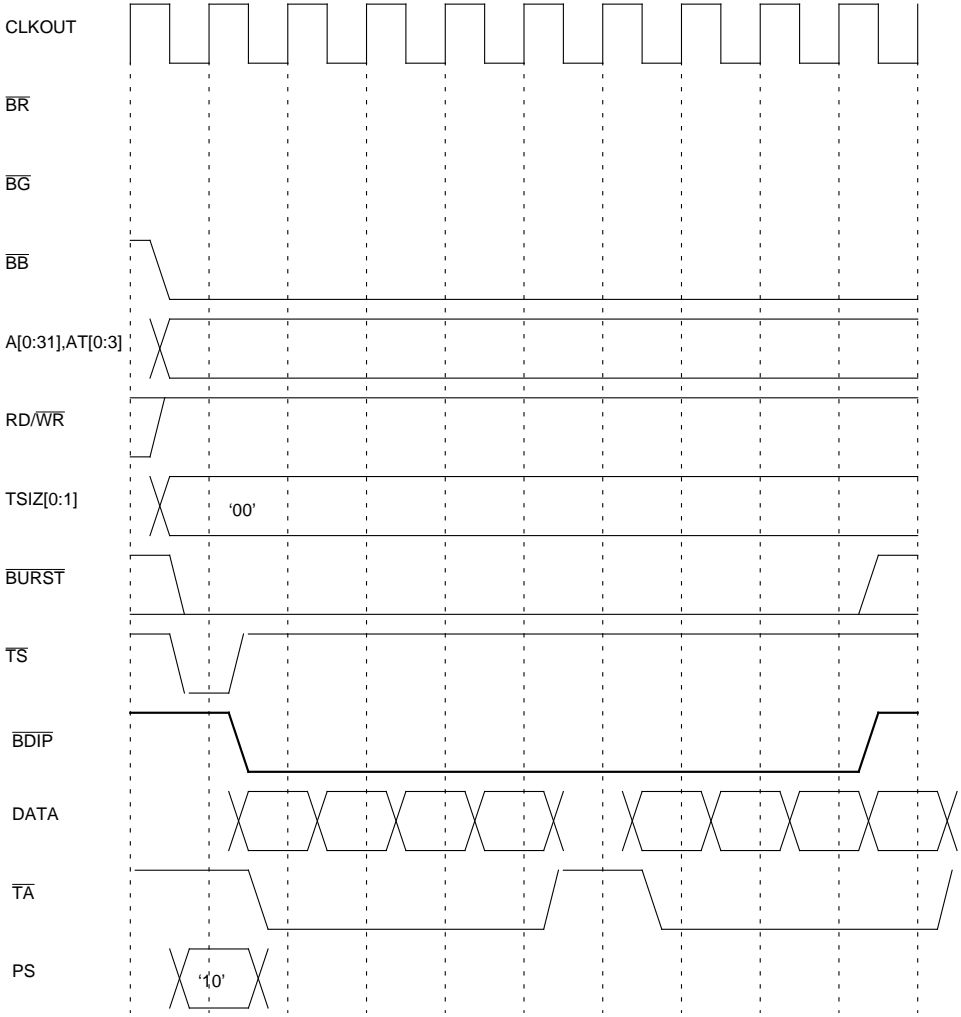 CLKOUT
BR
BG
BB
A[0:31],AT[0:3]
RD/WR
TSIZ[0:1]
‘00’
BURST
TS
BDIP
DATA
TA
PS
‘10’